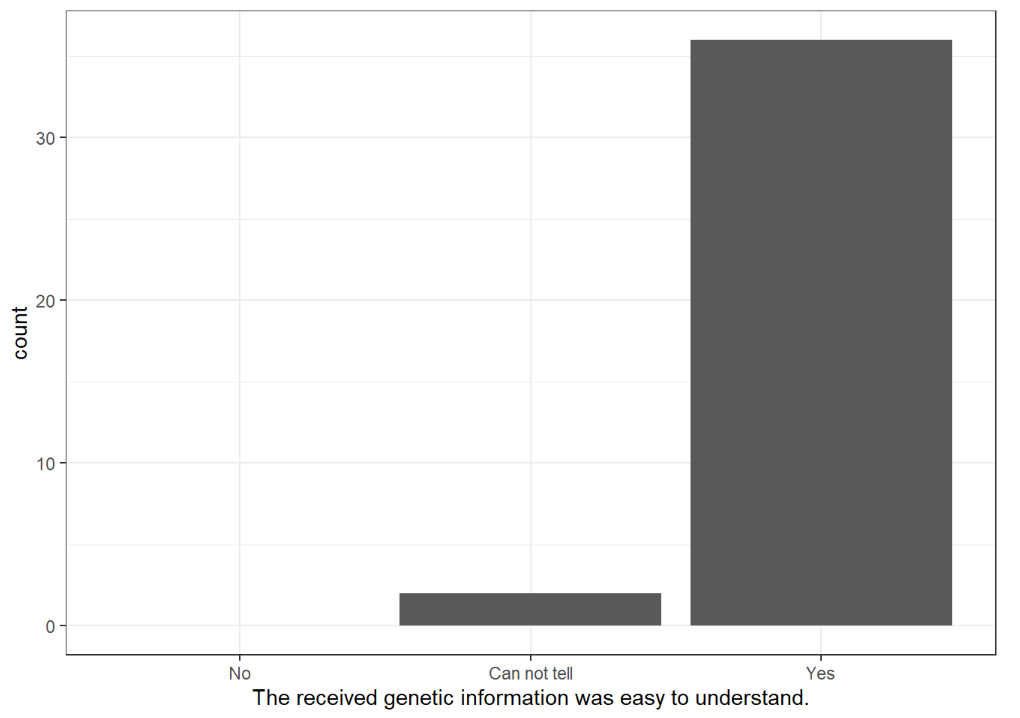 count
30
20
10
0
No Can not tell Yes
The received genetic information was easy to understand.